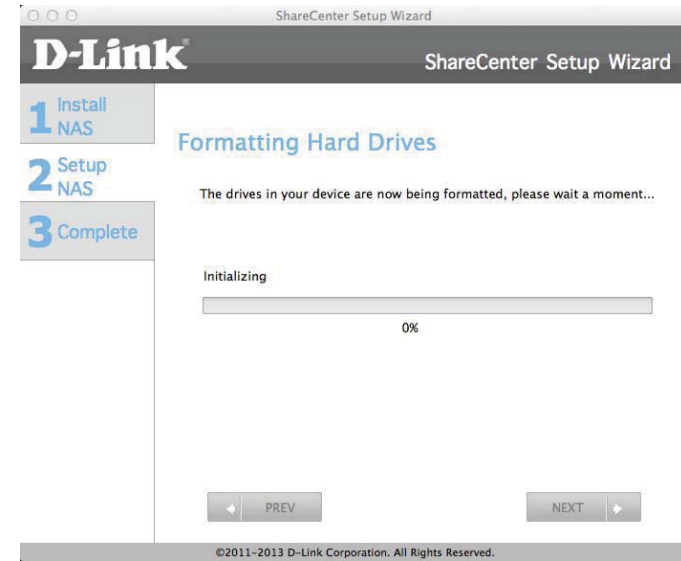 ShareCenter Setup Wizard
D-Link®
ShareCenter Setup Wizard
1 Install
NAS
2 Setup
NAS
3 Complete
Formatting Hard Drives
The drives in your device are now being formatted, please wait a moment...
Initializing
0%
PREV
NEXT
©2011-2013 D-Link Corporation. All Rights Reserved.